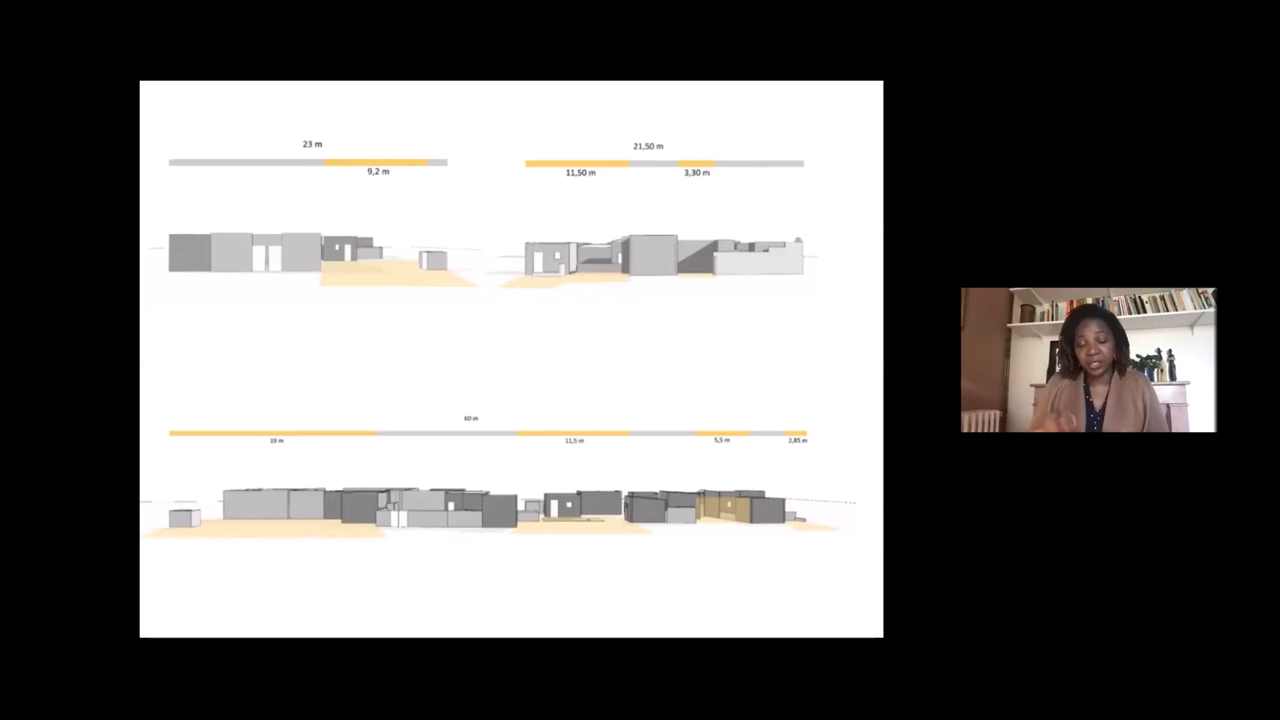 23 m
9,2 m
21,50 m
11,50 m
3,30 m
60 m
19 m
11,5 m
5,5 m
2,85 m